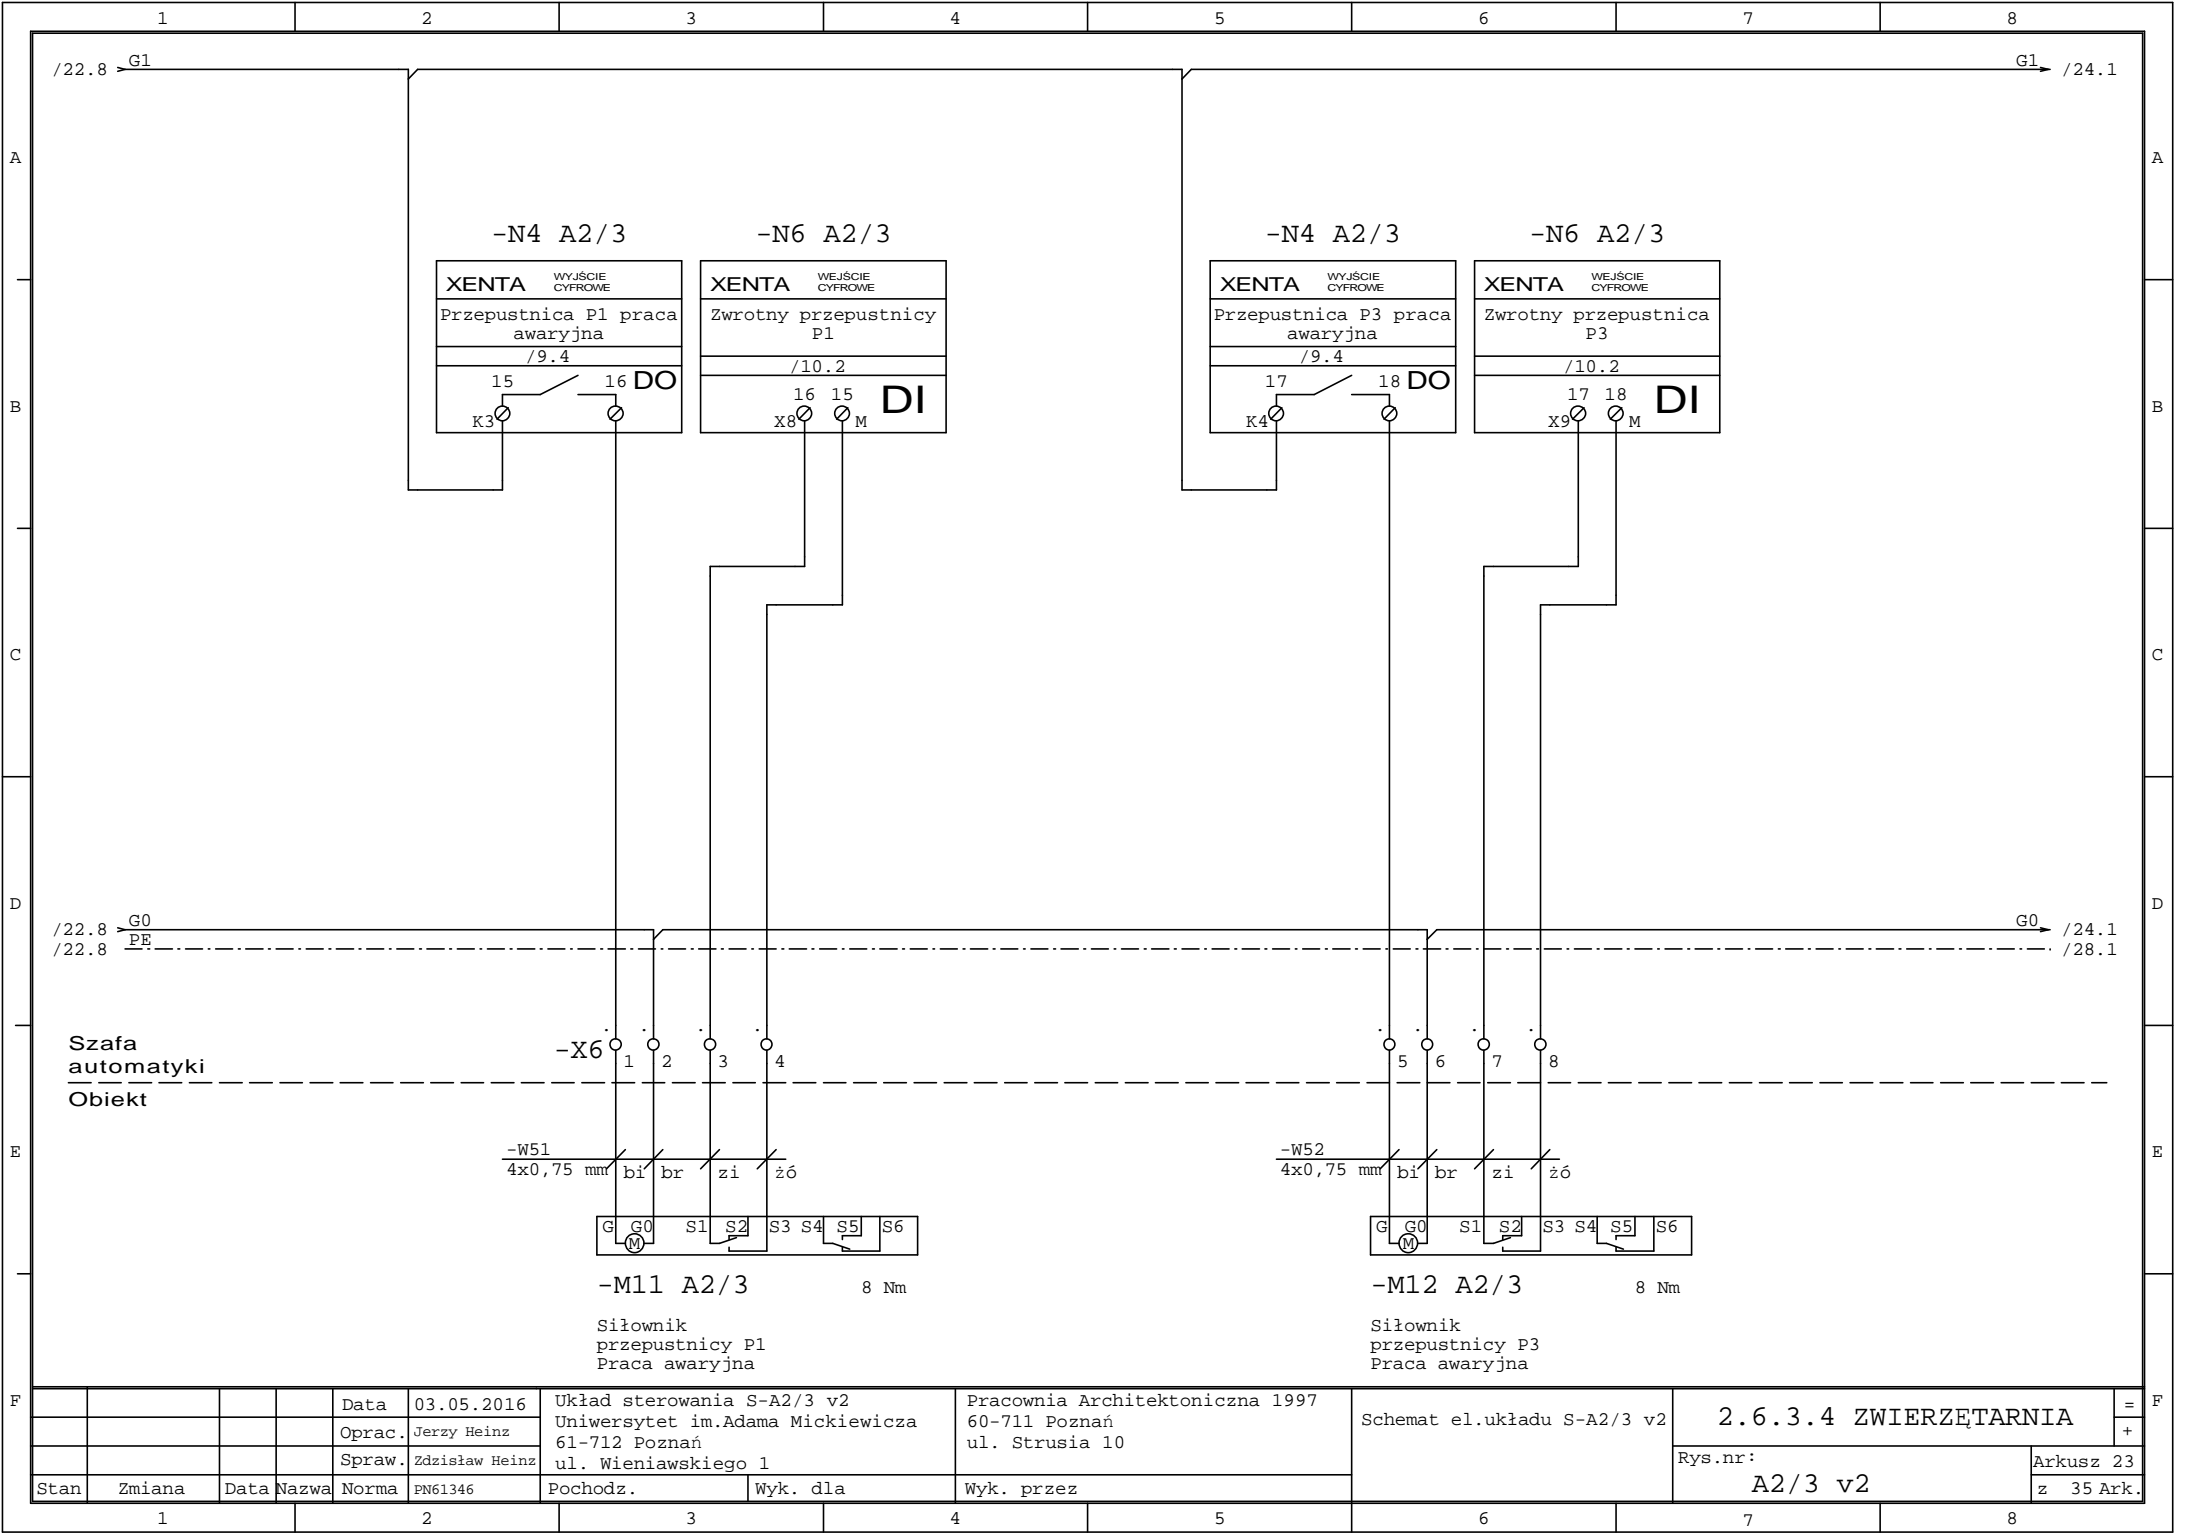 1 2 3 4 5 6 7 8
/22.8 G1 G1 /24.1
A A
-N4 A2/3 -N6 A2/3 -N4 A2/3 -N6 A2/3
XENTA WYJŚCIE CYFROWE
Przepustnica P1 praca
awaryjna
/9.4
15 16 DO
K3
XENTA WEJŚCIE CYFROWE
Zwrotny przepustnicy
P1
/10.2
16 15 DI
X8 M
XENTA WYJŚCIE CYFROWE
Przepustnica P3 praca
awaryjna
/9.4
17 18 DO
K4
XENTA WEJŚCIE CYFROWE
Zwrotny przepustnica
P3
/10.2
17 18 DI
X9 M
B B
C C
D D
/22.8 G0 G0 /24.1
/22.8 PE /28.1
Szafa
automatyki
Obiekt
-X6 1 2 3 4 5 6 7 8
E E
-W51
4x0,75 mm bi br zi żó
-W52
4x0,75 mm bi br zi żó
G G0 S1 S2 S3 S4 S5 S6
M
G G0 S1 S2 S3 S4 S5 S6
M
-M11 A2/3 8 Nm
Siłownik
przepustnicy P1
Praca awaryjna
-M12 A2/3 8 Nm
Siłownik
przepustnicy P3
Praca awaryjna
F F
Data 03.05.2016
Oprac. Jerzy Heinz
Spraw. Zdzisław Heinz
Stan Zmiana Data Nazwa Norma PN61346
Układ sterowania S-A2/3 v2
Uniwersytet im.Adama Mickiewicza
61-712 Poznań
ul. Wieniawskiego 1
Pochodz. Wyk. dla
Pracownia Architektoniczna 1997
60-711 Poznań
ul. Strusia 10
Wyk. przez
Schemat el.układu S-A2/3 v2
2.6.3.4 ZWIERZĘTARNIA
=
+
Rys.nr:
A2/3 v2
Arkusz 23
z 35 Ark.
1 2 3 4 5 6 7 8